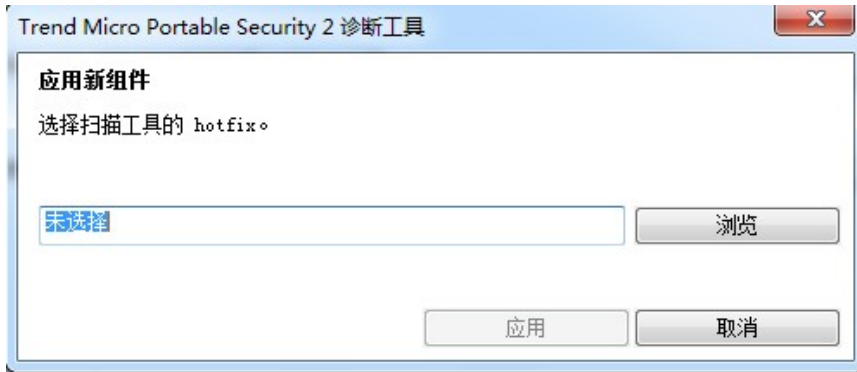 Trend Micro Portable Security 2 诊断工具
应用新组件
选择扫描工具的 hotfix。
未选择
浏览
应用
取消